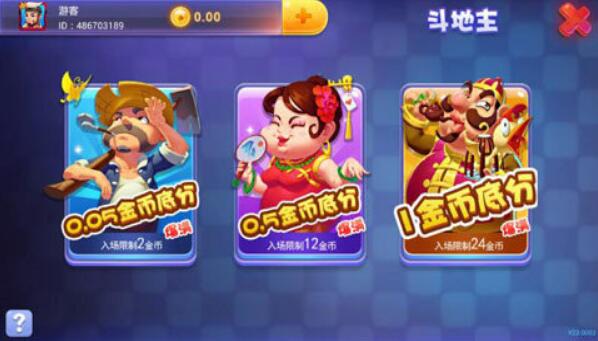 游客
ID：486703189
0.00
斗地主
0.05金币底分
爆满
入场限制2金币
0.5金币底分
爆满
入场限制12金币
1金币底分
爆满
入场限制24金币
?